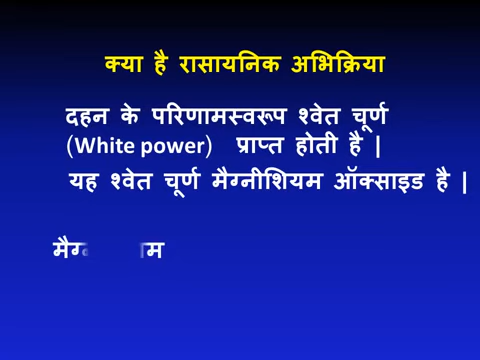 क्या है रासायनिक अभिक्रिया
दहन के परिणामस्वरूप श्वेत चूर्ण
(White power) प्राप्त होती है |
यह श्वेत चूर्ण मैग्नीशियम ऑक्साइड है |